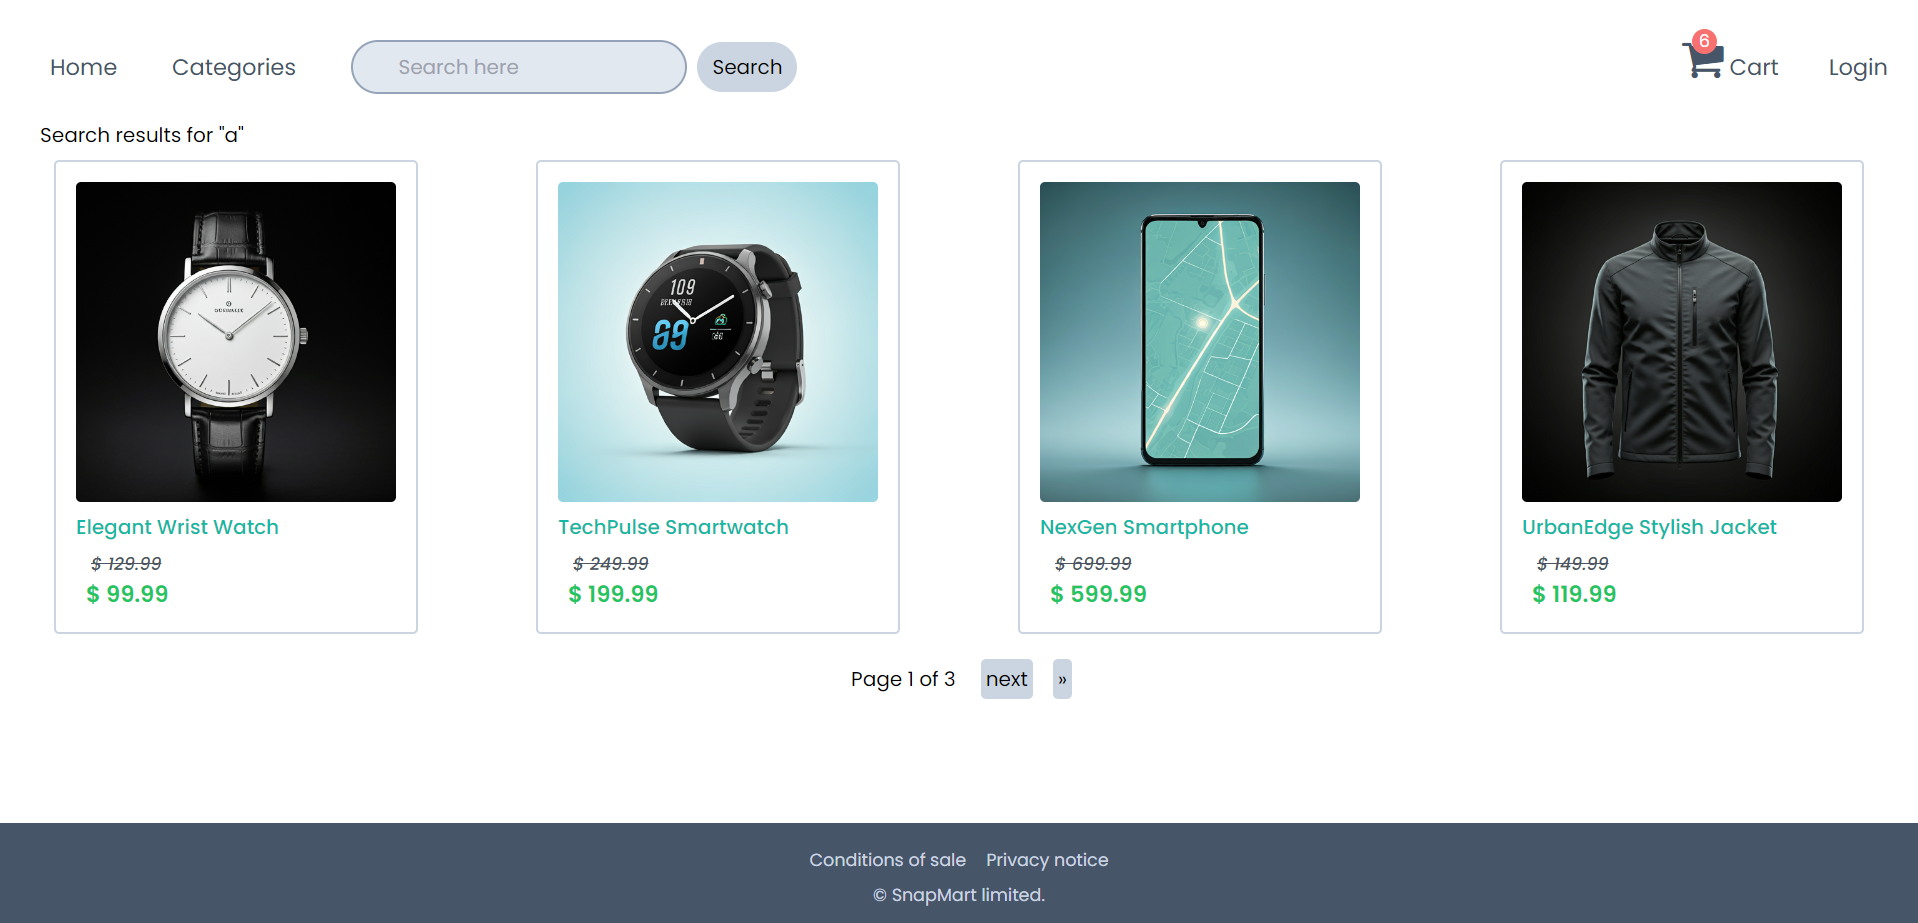 Home
Categories
Search here
Search
6
Cart
Login
Search results for "a"
Elegant Wrist Watch
$ 129.99
$ 99.99
109
TechPulse Smartwatch
$ 249.99
$ 199.99
NexGen Smartphone
$ 699.99
$ 599.99
UrbanEdge Stylish Jacket
$ 149.99
$ 119.99
Page 1 of 3
next
»
Conditions of sale
Privacy notice
© SnapMart limited.